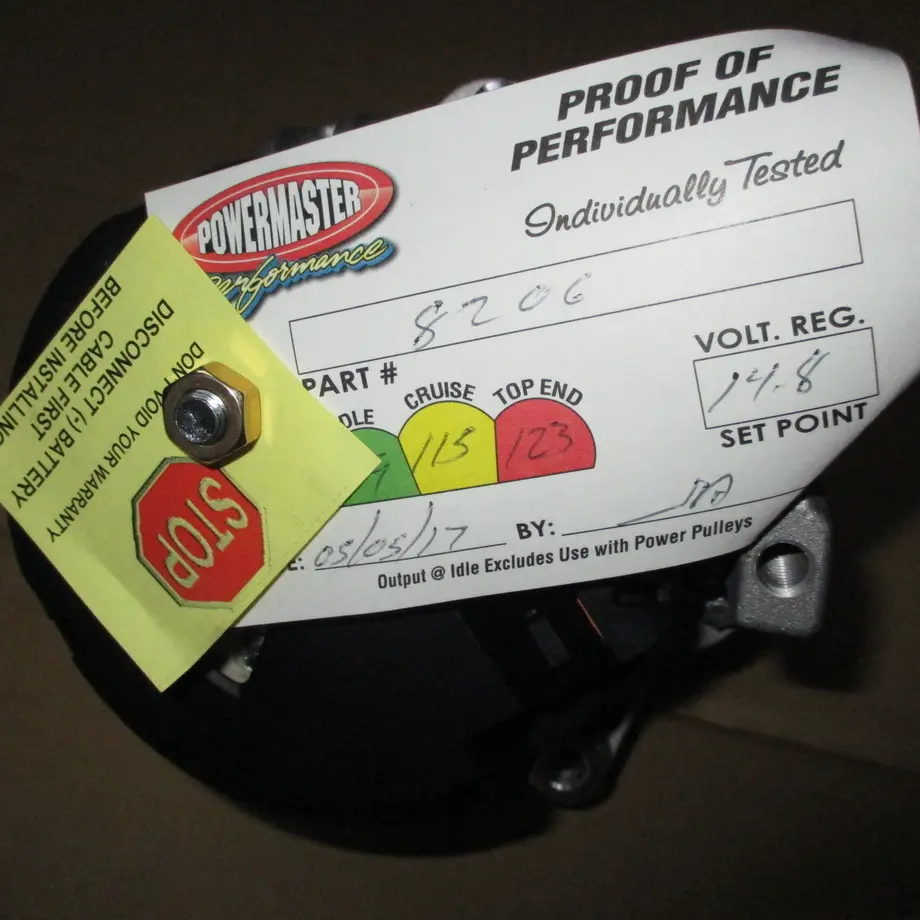 PROOF OF
PERFORMANCE
Individually Tested
POWERMASTER
Performance
8206
PART #
VOLT. REG.
14.8
SET POINT
CRUISE
TOP END
115
123
05/05/17
BY:
Output @ Idle Excludes Use with Power Pulleys
DON'T VOID YOUR WARRANTY
DISCONNECT (-) BATTERY
CABLE FIRST
BEFORE INSTALLING
STOP